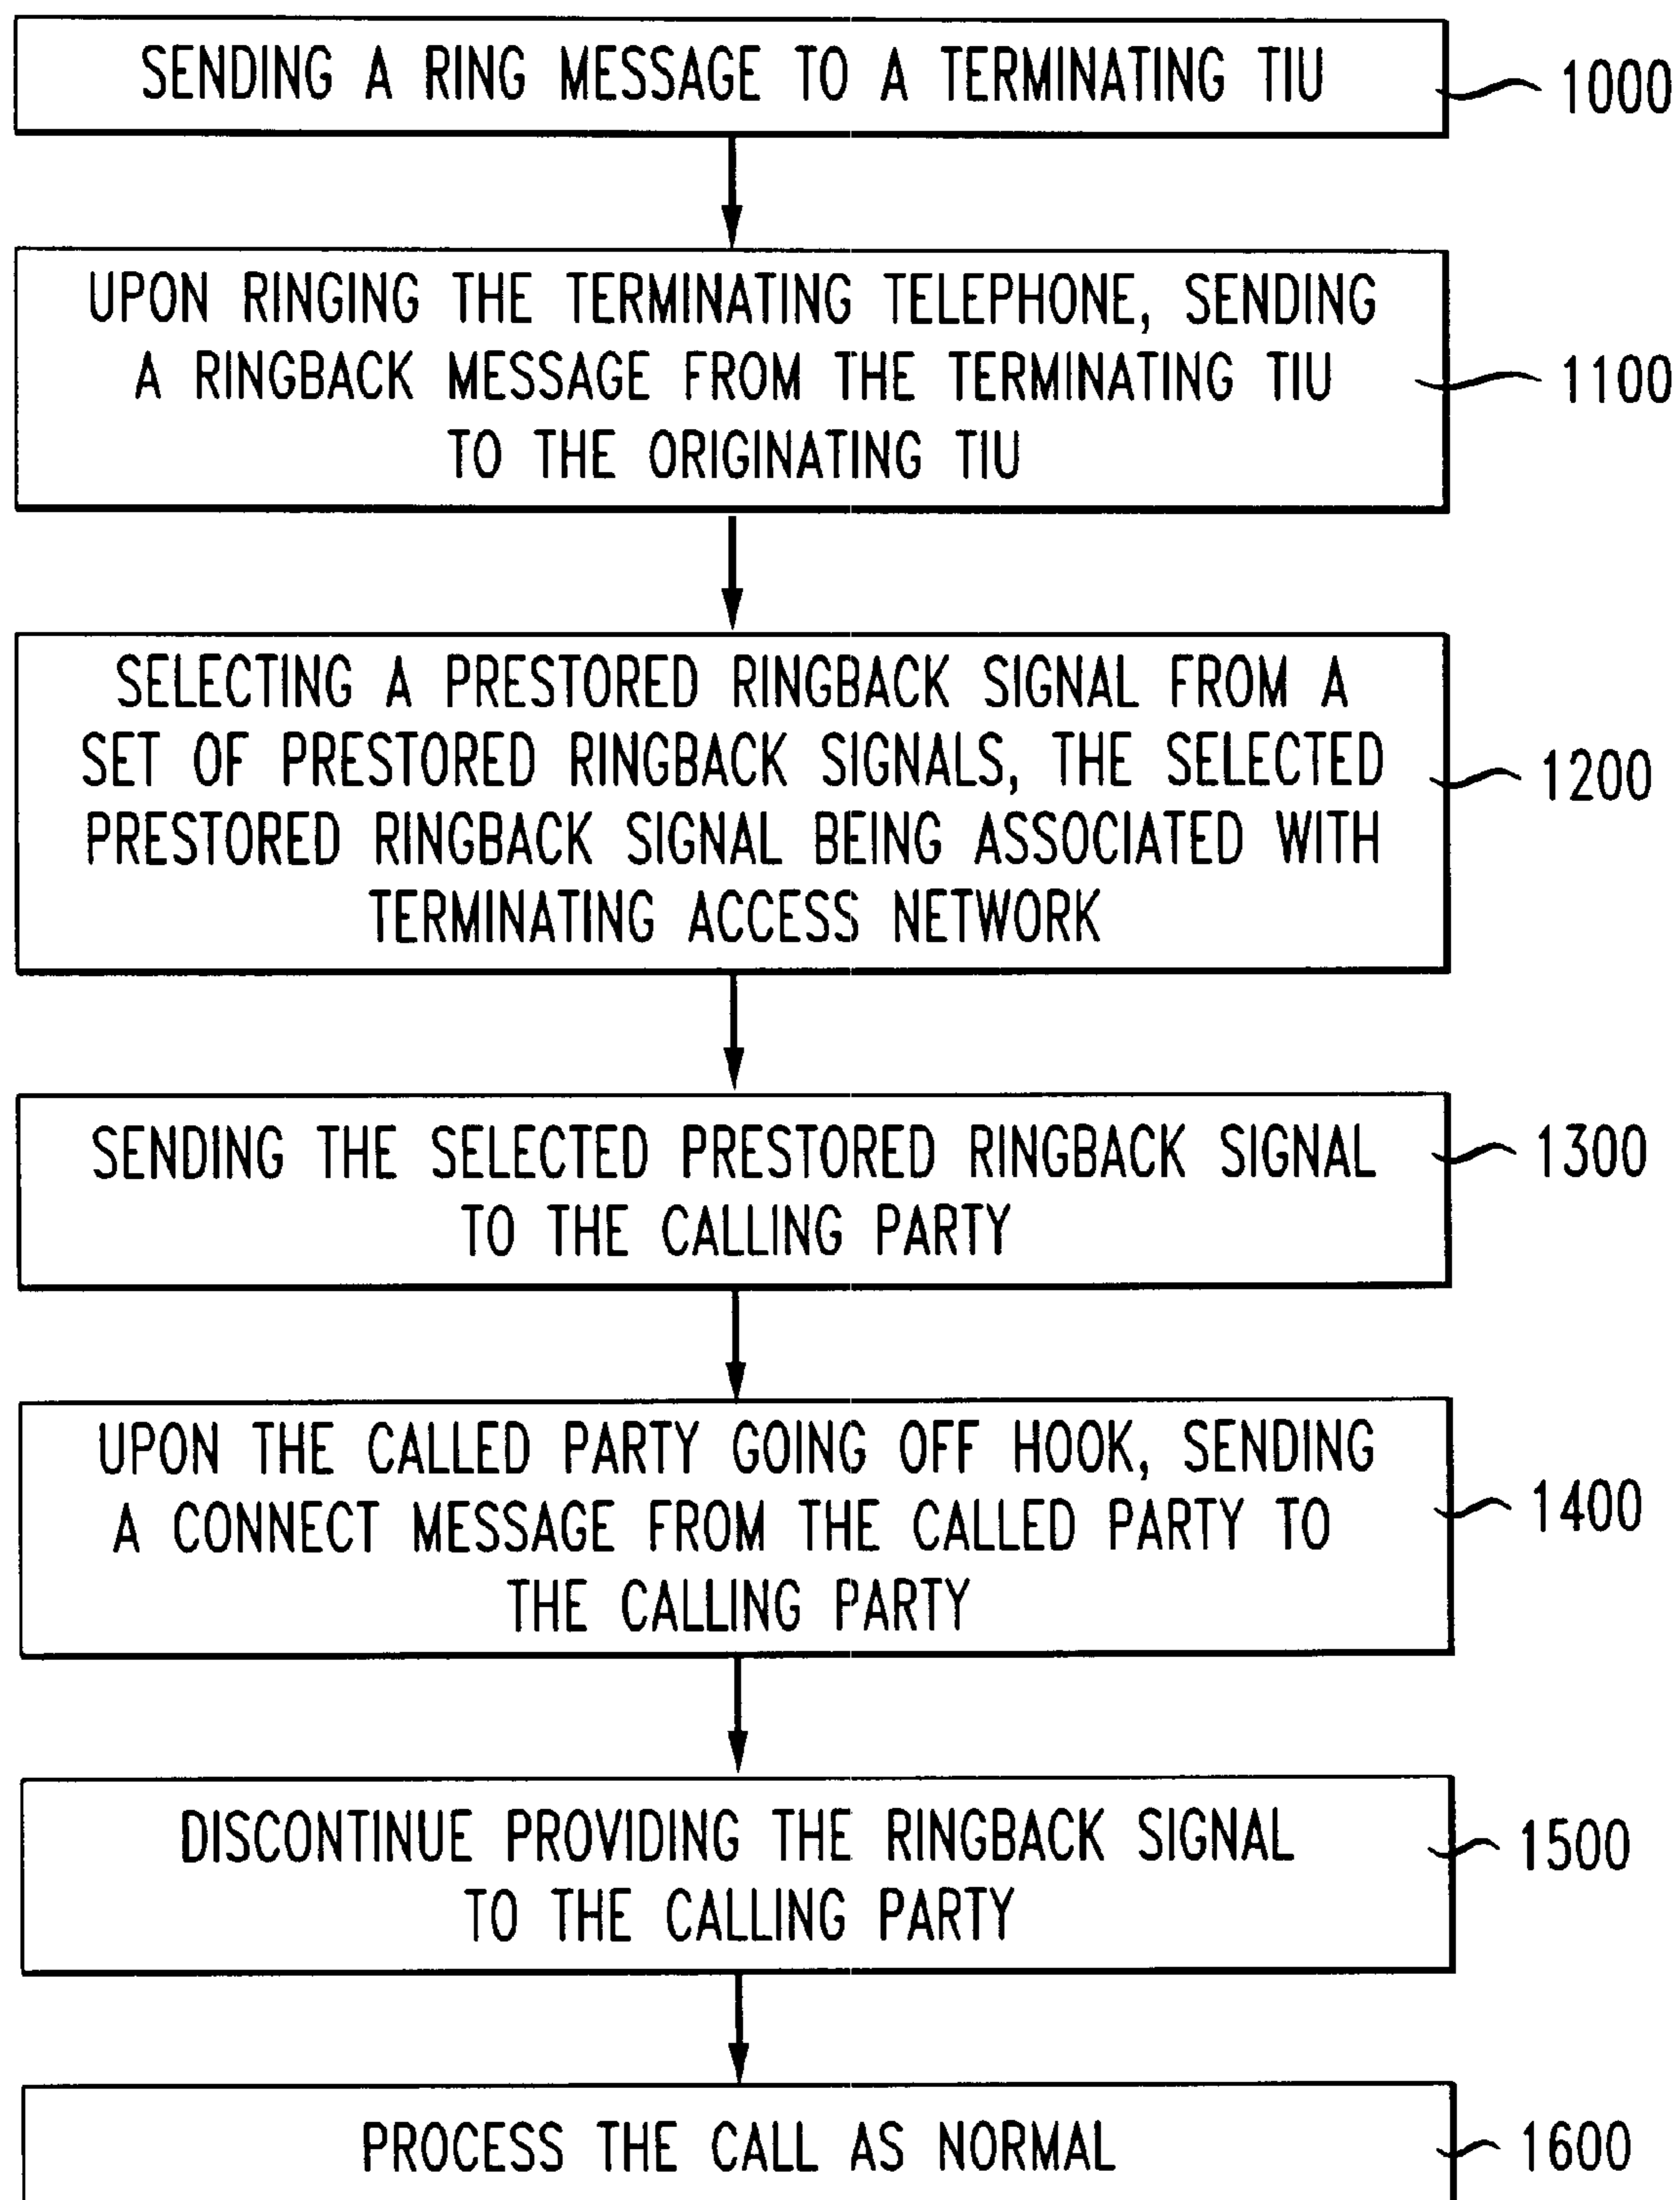 SENDING A RING MESSAGE TO A TERMINATING TIU
1000
UPON RINGING THE TERMINATING TELEPHONE, SENDING
A RINGBACK MESSAGE FROM THE TERMINATING TIU
TO THE ORIGINATING TIU
1100
SELECTING A PRESTORED RINGBACK SIGNAL FROM A
SET OF PRESTORED RINGBACK SIGNALS, THE SELECTED
PRESTORED RINGBACK SIGNAL BEING ASSOCIATED WITH
TERMINATING ACCESS NETWORK
1200
SENDING THE SELECTED PRESTORED RINGBACK SIGNAL
TO THE CALLING PARTY
1300
UPON THE CALLED PARTY GOING OFF HOOK, SENDING
A CONNECT MESSAGE FROM THE CALLED PARTY TO
THE CALLING PARTY
1400
DISCONTINUE PROVIDING THE RINGBACK SIGNAL
TO THE CALLING PARTY
1500
PROCESS THE CALL AS NORMAL
1600